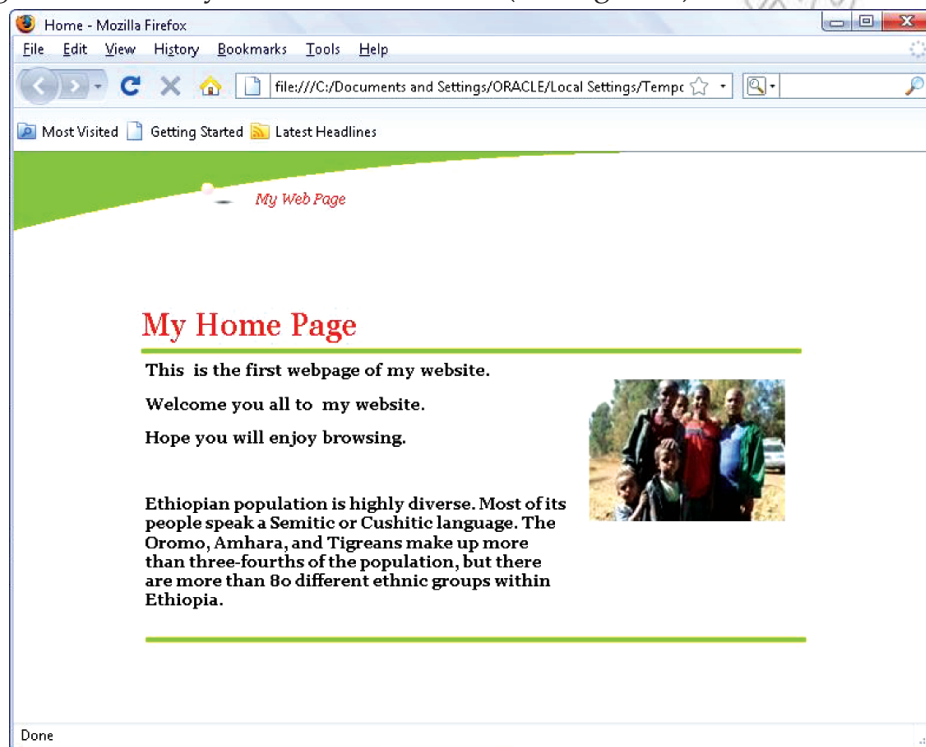 Home - Mozilla Firefox
File Edit View History Bookmarks Tools Help
file:///C:/Documents and Settings/ORACLE/Local Settings/Tempc
Most Visited Getting Started Latest Headlines
My Web Page
My Home Page
This is the first webpage of my website.
Welcome you all to my website.
Hope you will enjoy browsing.
Ethiopian population is highly diverse. Most of its
people speak a Semitic or Cushitic language. The
Oromo, Amhara, and Tigreans make up more
than three-fourths of the population, but there
are more than 80 different ethnic groups within
Ethiopia.
Done